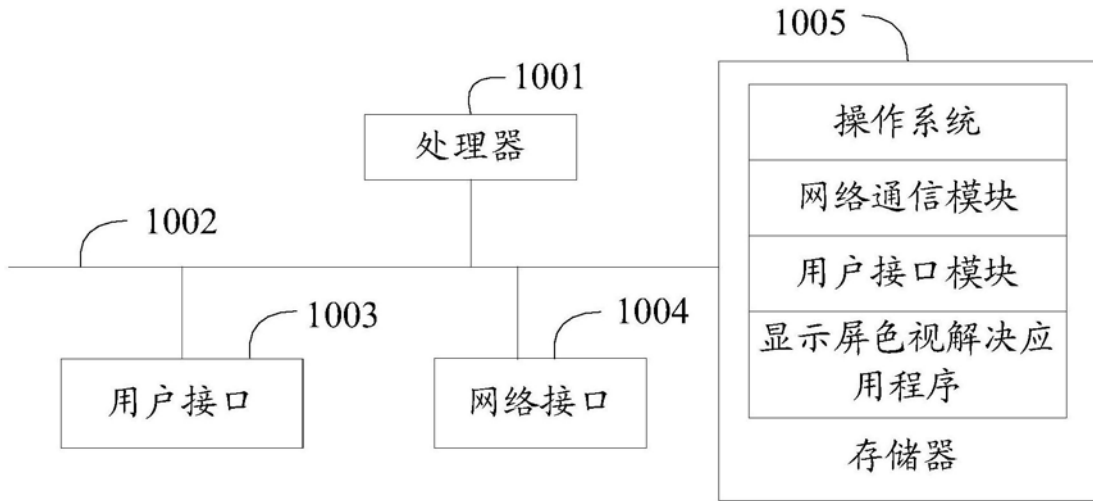 1005
1001
操作系统
处理器
网络通信模块
1002
用户接口模块
1003
1004
显示屏色视解决应
用程序
用户接口
网络接口
存储器